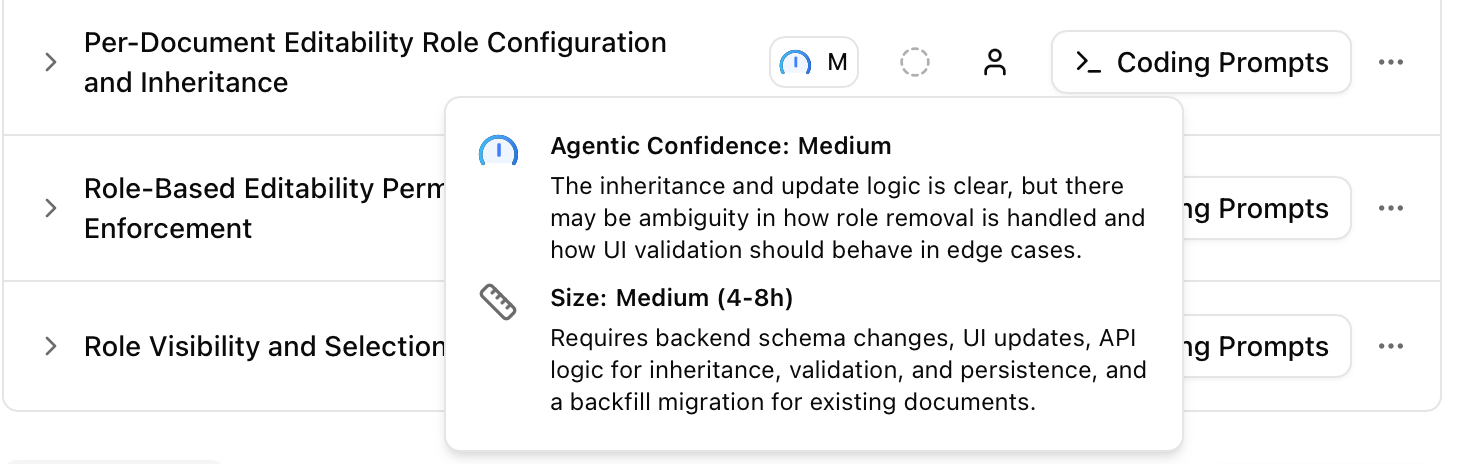 Per-Document Editability Role Configuration
and Inheritance
M
Coding Prompts
Agentic Confidence: Medium
The inheritance and update logic is clear, but there
may be ambiguity in how role removal is handled and
how UI validation should behave in edge cases.
Size: Medium (4-8h)
Requires backend schema changes, UI updates, API
logic for inheritance, validation, and persistence, and
a backfill migration for existing documents.
Role-Based Editability
Enforcement
Prompts
Role Visibility and Selection
Prompts